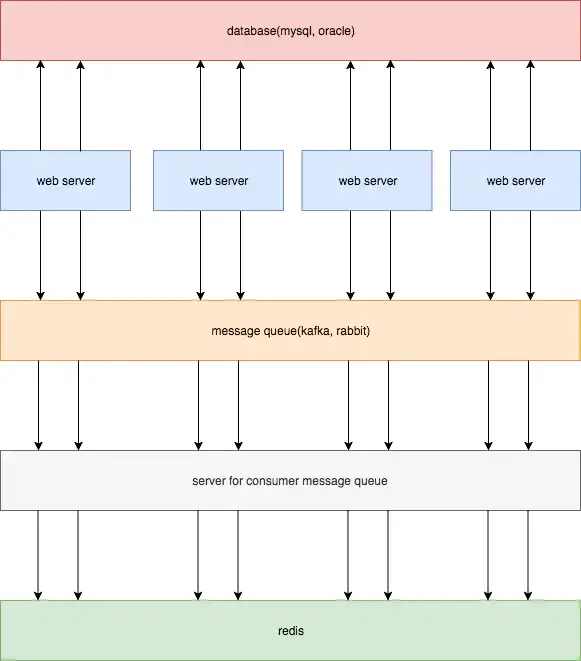 database(mysql, oracle)
web server
web server
web server
web server
message queue(kafka, rabbit)
server for consumer message queue
redis